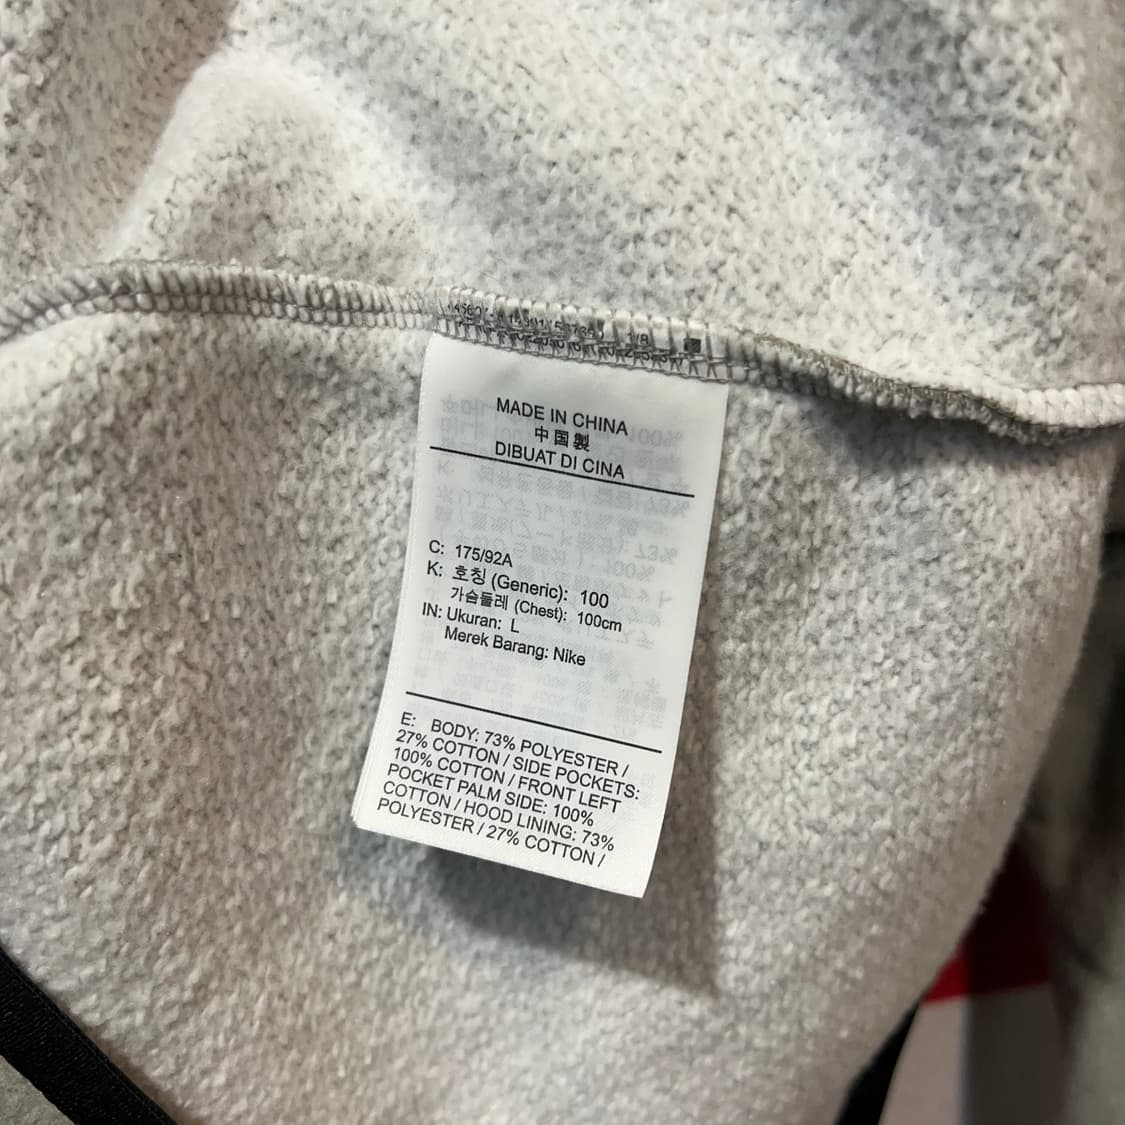 MADE IN CHINA
中国製
DIBUAT DI CINA
C: 175/92A
K: 호칭 (Generic): 100
가슴둘레 (Chest): 100cm
IN: Ukuran: L
Merek Barang: Nike
E: BODY: 73% POLYESTER /
27% COTTON / SIDE POCKETS:
100% COTTON / FRONT LEFT
POCKET PALM SIDE: 100%
COTTON / HOOD LINING: 73%
POLYESTER / 27% COTTON /